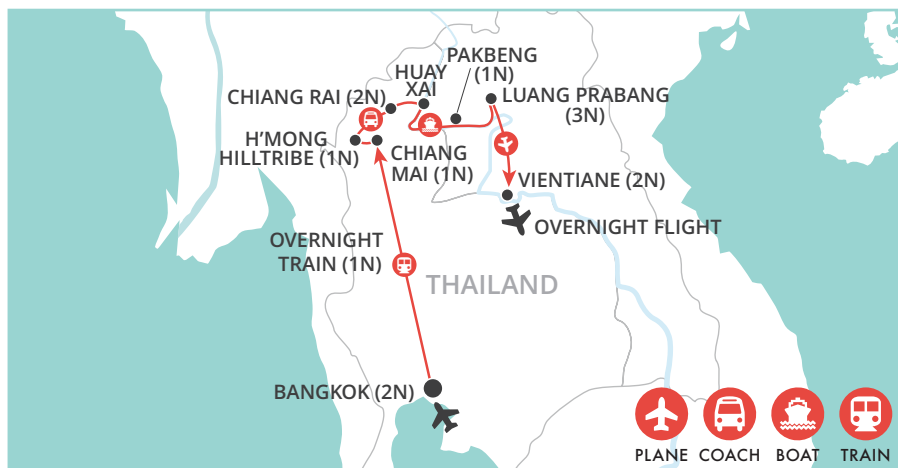 PAKBENG
(1N)
HUAY
XAI
CHIANG RAI (2N)
LUANG PRABANG
(3N)
H'MONG
HILLTRIBE (1N)
CHIANG
MAI (1N)
VIENTIANE (2N)
OVERNIGHT FLIGHT
OVERNIGHT
TRAIN (1N)
THAILAND
BANGKOK (2N)
PLANE COACH BOAT TRAIN